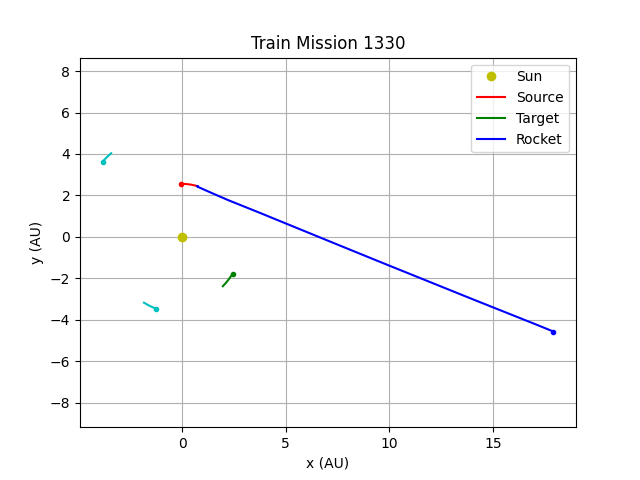 Train Mission 1330
Sun
Source
Target
Rocket
8
6
4
2
0
−2
−4
−6
−8
y (AU)
0
5
10
15
x (AU)